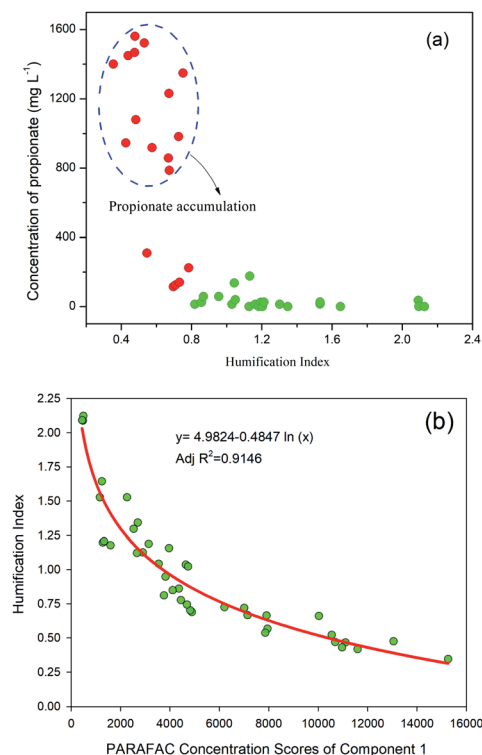 (a)
Concentration of propionate (mg L⁻¹)
1600
1200
800
400
0
Propionate accumulation
0.4 0.8 1.2 1.6 2.0 2.4
Humification Index
(b)
y= 4.9824-0.4847 ln (x)
Adj R²=0.9146
Humification Index
2.25
2.00
1.75
1.50
1.25
1.00
0.75
0.50
0.25
0.00
0 2000 4000 6000 8000 10000 12000 14000 16000
PARAFAC Concentration Scores of Component 1